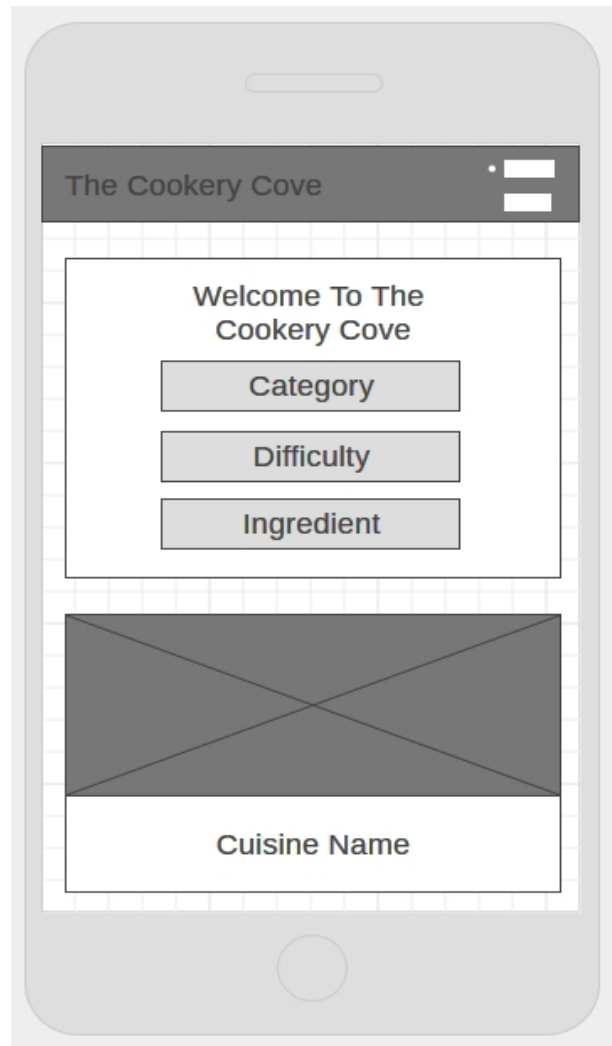 The Cookery Cove
Welcome To The
Cookery Cove
Category
Difficulty
Ingredient
Cuisine Name